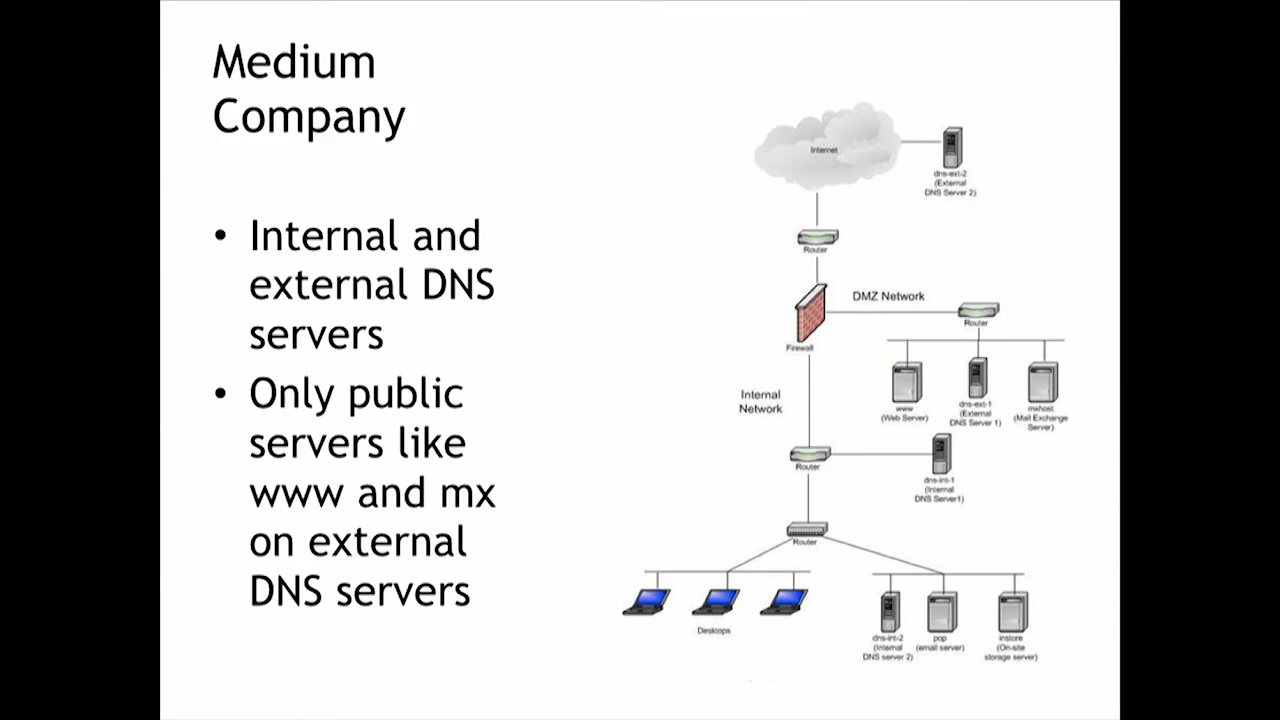 Medium
Company
• Internal and
external DNS
servers
• Only public
servers like
www and mx
on external
DNS servers
Internet
dns-ext-2
(External
DNS Server 2)
Router
Firewall
DMZ Network
Router
www
(Web Server)
dns-ext-1
(External
DNS Server 1)
mxhost
(Mail Exchange
Server)
Internal
Network
Router
dns-int-1
(Internal
DNS Server1)
Router
Desktops
dns-int-2
(Internal
DNS server 2)
pop
(email server)
instore
(On-site
storage server)